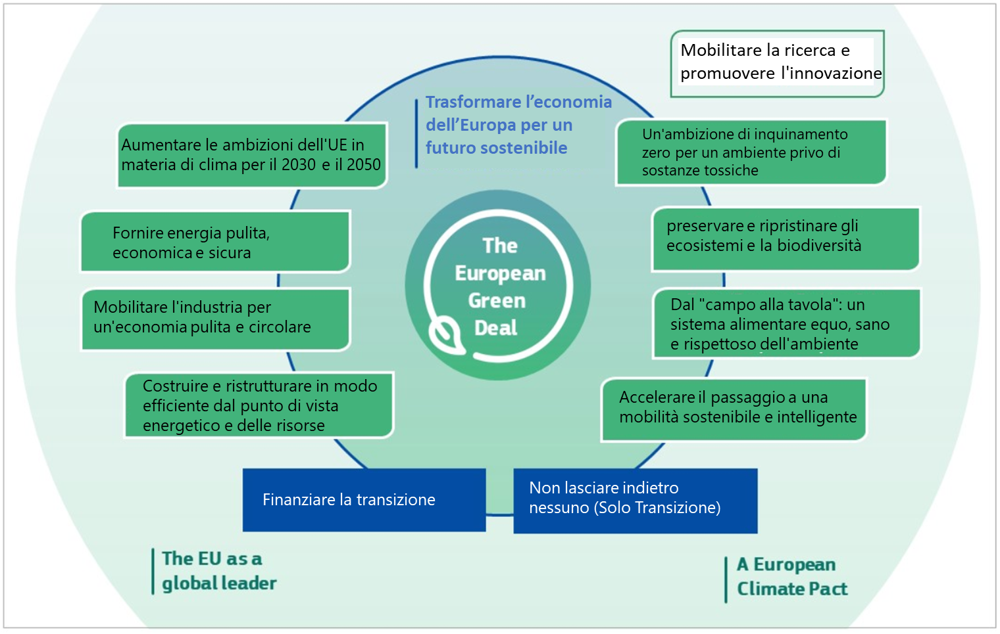 Mobilitare la ricerca e
promuovere l'innovazione
Trasformare l’economia
dell’Europa per un
futuro sostenibile
Aumentare le ambizioni dell'UE in
materia di clima per il 2030 e il 2050
Un'ambizione di inquinamento
zero per un ambiente privo di
sostanze tossiche
Fornire energia pulita,
economica e sicura
preservare e ripristinare gli
ecosistemi e la biodiversità
The
European
Green
Deal
Mobilitare l'industria per
un'economia pulita e circolare
Dal "campo alla tavola": un
sistema alimentare equo, sano
e rispettoso dell'ambiente
Costruire e ristrutturare in modo
efficiente dal punto di vista
energetico e delle risorse
Accelerare il passaggio a una
mobilità sostenibile e intelligente
Finanziare la transizione
Non lasciare indietro
nessuno (Solo Transizione)
The EU as a
global leader
A European
Climate Pact